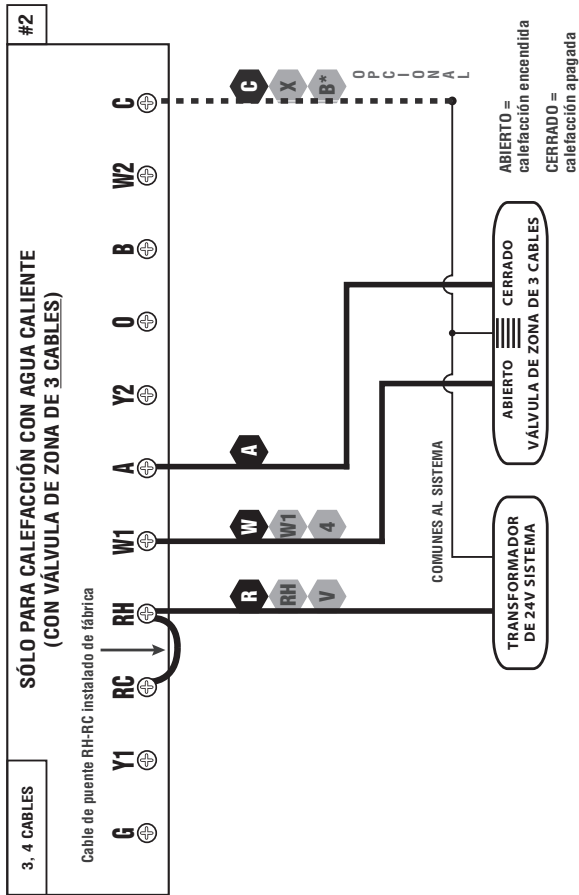 3, 4 CABLES
SÓLO PARA CALEFACCIÓN CON AGUA CALIENTE
(CON VÁLVULA DE ZONA DE 3 CABLES)
#2
Cable de puente RH-RC instalado de fábrica
G Y1 RC RH W1 A Y2 O B W2 C
R W A C
RH W1 X
V 4 B*
OPCIONAL
COMUNES AL SISTEMA
TRANSFORMADOR
DE 24V SISTEMA
ABIERTO CERRADO
VÁLVULA DE ZONA DE 3 CABLES
ABIERTO =
calefacción encendida
CERRADO =
calefacción apagada